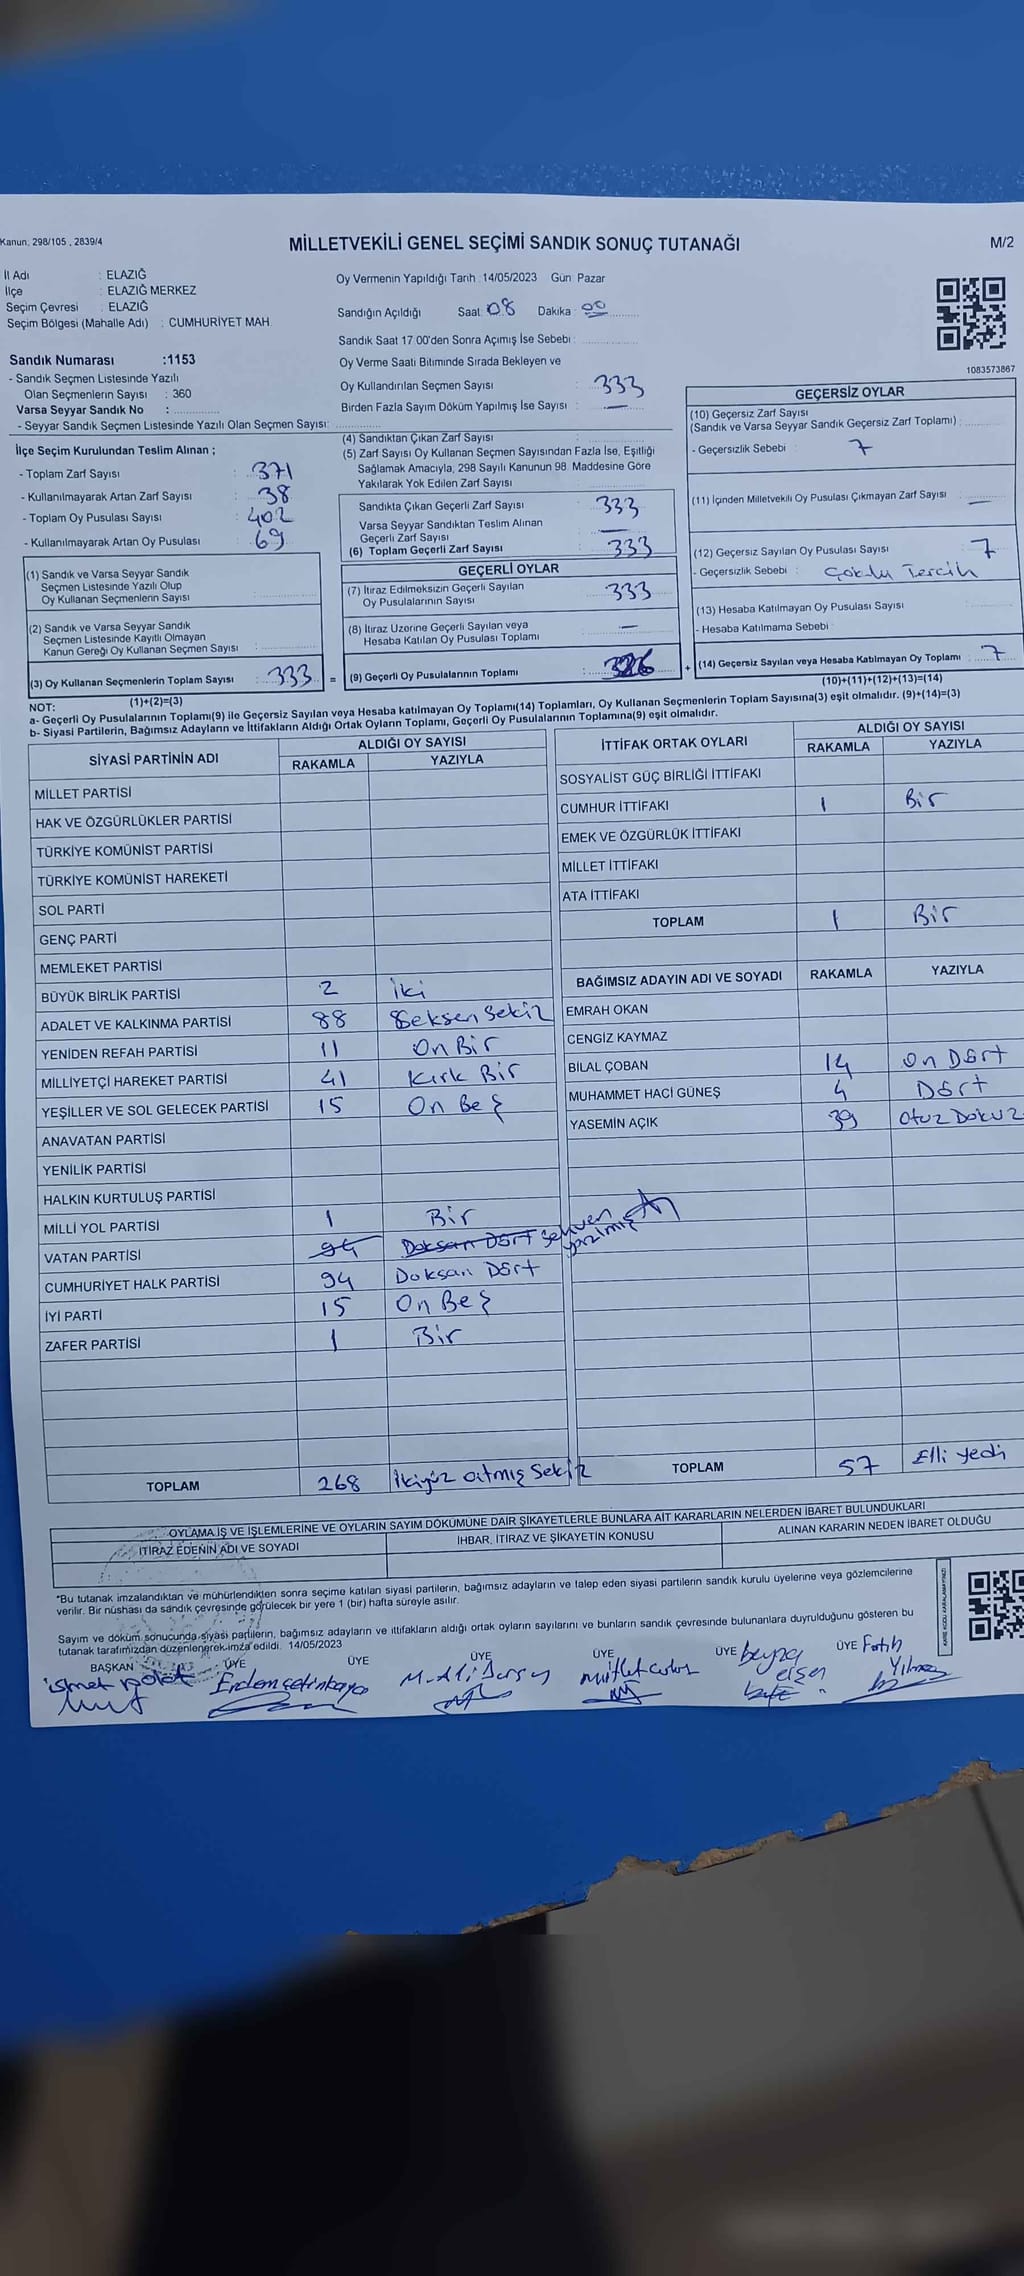 Kanun: 298/105 , 2839/4
MİLLETVEKİLİ GENEL SEÇİMİ SANDIK SONUÇ TUTANAĞI
M/2
İl Adı : ELAZIĞ
İlçe : ELAZIĞ MERKEZ
Seçim Çevresi : ELAZIĞ
Seçim Bölgesi (Mahalle Adı) : CUMHURİYET MAH.
Sandık Numarası :1153
- Sandık Seçmen Listesinde Yazılı
Olan Seçmenlerin Sayısı : 360
Varsa Seyyar Sandık No :
- Seyyar Sandık Seçmen Listesinde Yazılı Olan Seçmen Sayısı:
Oy Vermenin Yapıldığı Tarih :14/05/2023 Gün: Pazar
Sandığın Açıldığı Saat: 08 Dakika: 00
Sandık Saat 17:00'den Sonra Açımış İse Sebebi :
Oy Verme Saati Bitiminde Sırada Bekleyen ve
Oy Kullandırılan Seçmen Sayısı : 333
Birden Fazla Sayım Döküm Yapılmış İse Sayısı : —
1083573867
İlçe Seçim Kurulundan Teslim Alınan ;
- Toplam Zarf Sayısı : 371
- Kullanılmayarak Artan Zarf Sayısı : 38
- Toplam Oy Pusulası Sayısı : 402
- Kullanılmayarak Artan Oy Pusulası : 69
(1) Sandık ve Varsa Seyyar Sandık
Seçmen Listesinde Yazılı Olup
Oy Kullanan Seçmenlerin Sayısı :
(2) Sandık ve Varsa Seyyar Sandık
Seçmen Listesinde Kayıtlı Olmayan
Kanun Gereği Oy Kullanan Seçmen Sayısı :
(3) Oy Kullanan Seçmenlerin Toplam Sayısı : 333 =
(1)+(2)=(3)
(4) Sandıktan Çıkan Zarf Sayısı :
(5) Zarf Sayısı Oy Kullanan Seçmen Sayısından Fazla İse, Eşitliği
Sağlamak Amacıyla, 298 Sayılı Kanunun 98. Maddesine Göre
Yakılarak Yok Edilen Zarf Sayısı :
Sandıkta Çıkan Geçerli Zarf Sayısı : 333
Varsa Seyyar Sandıktan Teslim Alınan
Geçerli Zarf Sayısı : —
(6) Toplam Geçerli Zarf Sayısı : 333
GEÇERLİ OYLAR
(7) İtiraz Edilmeksizin Geçerli Sayılan
Oy Pusulalarının Sayısı : 333
(8) İtiraz Üzerine Geçerli Sayılan veya
Hesaba Katılan Oy Pusulası Toplamı : —
(9) Geçerli Oy Pusulalarının Toplamı : 326 +
GEÇERSİZ OYLAR
(10) Geçersiz Zarf Sayısı
(Sandık ve Varsa Seyyar Sandık Geçersiz Zarf Toplamı) :
- Geçersizlik Sebebi : 7
(11) İçinden Milletvekili Oy Pusulası Çıkmayan Zarf Sayısı : —
(12) Geçersiz Sayılan Oy Pusulası Sayısı : 7
- Geçersizlik Sebebi : Çoklu Tercih
(13) Hesaba Katılmayan Oy Pusulası Sayısı :
- Hesaba Katılmama Sebebi :
(14) Geçersiz Sayılan veya Hesaba Katılmayan Oy Toplamı : 7
(10)+(11)+(12)+(13)=(14)
NOT:
a- Geçerli Oy Pusulalarının Toplamı(9) ile Geçersiz Sayılan veya Hesaba katılmayan Oy Toplamı(14) Toplamları, Oy Kullanan Seçmenlerin Toplam Sayısına(3) eşit olmalıdır. (9)+(14)=(3)
b- Siyasi Partilerin, Bağımsız Adayların ve İttifakların Aldığı Ortak Oyların Toplamı, Geçerli Oy Pusulalarının Toplamına(9) eşit olmalıdır.
SİYASİ PARTİNİN ADI ALDIĞI OY SAYISI
RAKAMLA YAZIYLA
MİLLET PARTİSİ
HAK VE ÖZGÜRLÜKLER PARTİSİ
TÜRKİYE KOMÜNİST PARTİSİ
TÜRKİYE KOMÜNİST HAREKETİ
SOL PARTİ
GENÇ PARTİ
MEMLEKET PARTİSİ
BÜYÜK BİRLİK PARTİSİ 2 İki
ADALET VE KALKINMA PARTİSİ 88 Seksen Sekiz
YENİDEN REFAH PARTİSİ 11 On Bir
MİLLİYETÇİ HAREKET PARTİSİ 41 Kırk Bir
YEŞİLLER VE SOL GELECEK PARTİSİ 15 On Beş
ANAVATAN PARTİSİ
YENİLİK PARTİSİ
HALKIN KURTULUŞ PARTİSİ
MİLLİ YOL PARTİSİ 1 Bir
VATAN PARTİSİ 94 Doksan Dört Sehven yazımış
CUMHURİYET HALK PARTİSİ 94 Doksan Dört
İYİ PARTİ 15 On Beş
ZAFER PARTİSİ 1 Bir
TOPLAM 268 İkiyüz atmış Sekiz
İTTİFAK ORTAK OYLARI ALDIĞI OY SAYISI
RAKAMLA YAZIYLA
SOSYALİST GÜÇ BİRLİĞİ İTTİFAKI
CUMHUR İTTİFAKI 1 Bir
EMEK VE ÖZGÜRLÜK İTTİFAKI
MİLLET İTTİFAKI
ATA İTTİFAKI
TOPLAM 1 Bir
BAĞIMSIZ ADAYIN ADI VE SOYADI RAKAMLA YAZIYLA
EMRAH OKAN
CENGİZ KAYMAZ
BİLAL ÇOBAN 14 On Dört
MUHAMMET HACİ GÜNEŞ 4 Dört
YASEMİN AÇIK 39 Otuz Dokuz
TOPLAM 57 Elli Yedi
OYLAMA İŞ VE İŞLEMLERİNE VE OYLARIN SAYIM DÖKÜMÜNE DAİR ŞİKAYETLERLE BUNLARA AİT KARARLARIN NELERDEN İBARET BULUNDUKLARI
İTİRAZ EDENİN ADI VE SOYADI İHBAR, İTİRAZ VE ŞİKAYETİN KONUSU ALINAN KARARIN NEDEN İBARET OLDUĞU
*Bu tutanak imzalandıktan ve mühürlendikten sonra seçime katılan siyasi partilerin, bağımsız adayların ve talep eden siyasi partilerin sandık kurulu üyelerine veya gözlemcilerine
verilir. Bir nüshası da sandık çevresinde görülecek bir yere 1 (bir) hafta süreyle asılır.
Sayım ve döküm sonucunda siyasi partilerin, bağımsız adayların ve ittifakların aldığı ortak oyların sayılarını ve bunların sandık çevresinde bulunanlara duyrulduğunu gösteren bu
tutanak tarafımızdan düzenlenerek imza edildi. 14/05/2023
BAŞKAN ÜYE ÜYE ÜYE ÜYE ÜYE ÜYE
ismet polat Erdem Çetinkaya M. Ali Dursun beyza ersen Fatih Yılmaz